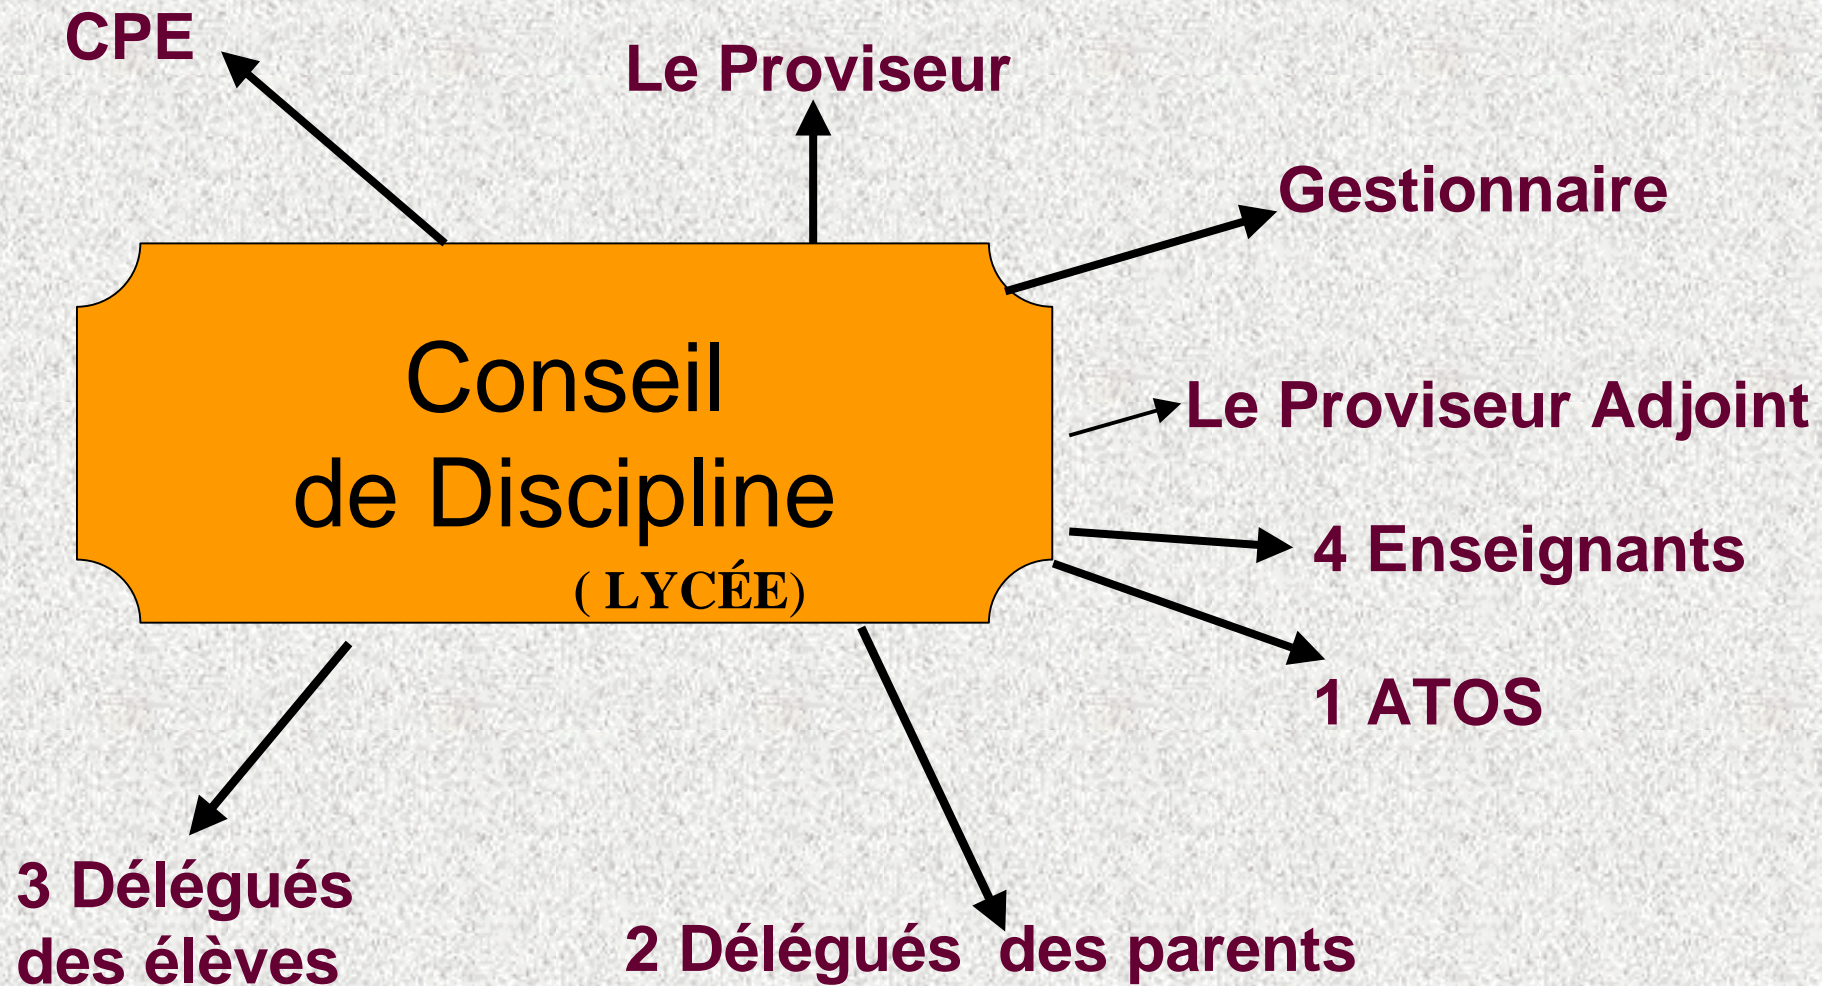 CPE
Le Proviseur
Gestionnaire
Conseil
de Discipline
( LYCÉE)
Le Proviseur Adjoint
4 Enseignants
1 ATOS
3 Délégués
des élèves
2 Délégués  des parents